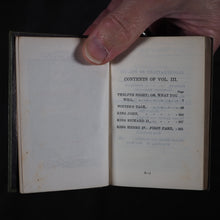 CONTENTS OF VOL. III.
Page
TWELFTH NIGHT; OR, WHAT YOU
WILL,
WINTER'S TALE,
KING JOHN,
KING RICHARD II.,
KING HENRY IV. FIRST PART,